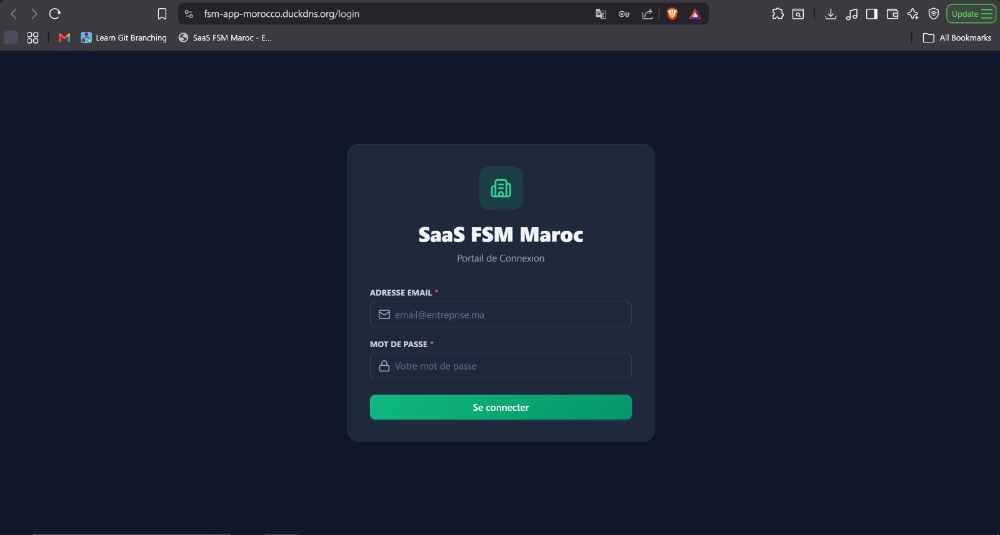 fsm-app-morocco.duckdns.org/login
Update
Learn Git Branching
SaaS FSM Maroc - E...
All Bookmarks
SaaS FSM Maroc
Portail de Connexion
ADRESSE EMAIL *
email@entreprise.ma
MOT DE PASSE *
Votre mot de passe
Se connecter